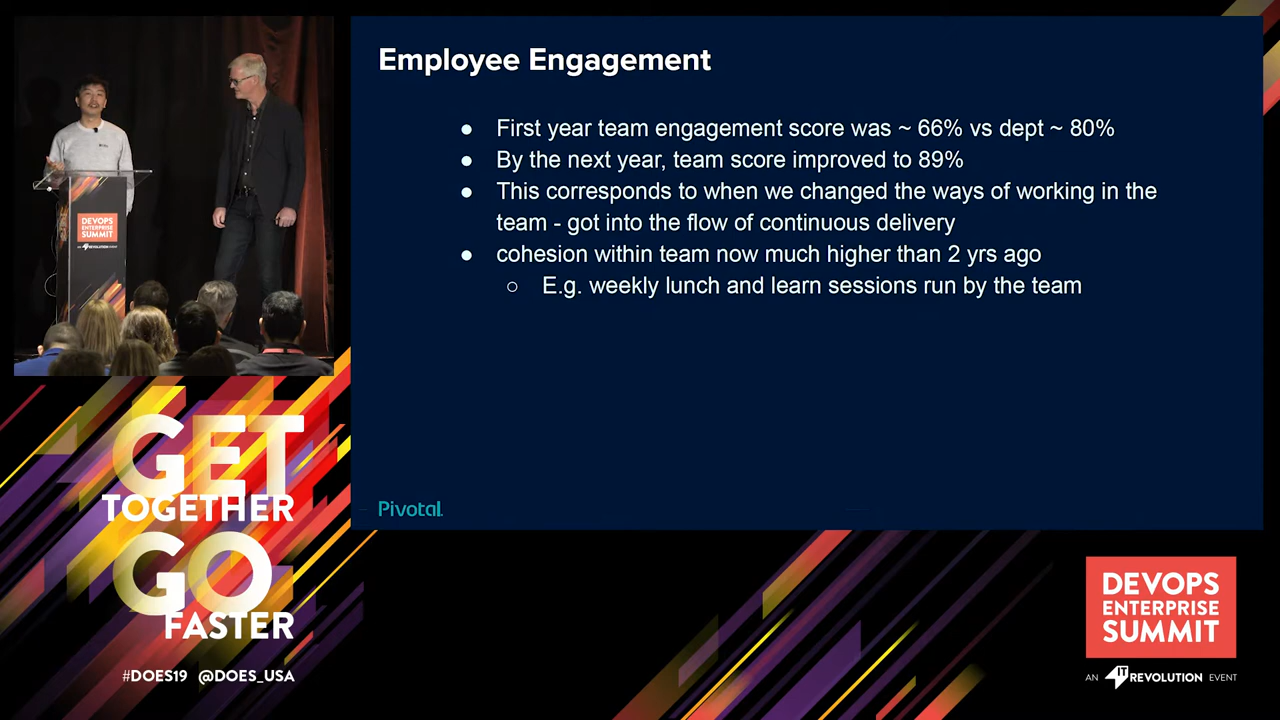 Employee Engagement
● First year team engagement score was ~ 66% vs dept ~ 80%
● By the next year, team score improved to 89%
● This corresponds to when we changed the ways of working in the
team - got into the flow of continuous delivery
● cohesion within team now much higher than 2 yrs ago
○ E.g. weekly lunch and learn sessions run by the team
Pivotal.
DEVOPS
ENTERPRISE
SUMMIT
GET
TOGETHER
GO
FASTER
#DOES19 @DOES_USA
DEVOPS
ENTERPRISE
SUMMIT
AN IT REVOLUTION EVENT